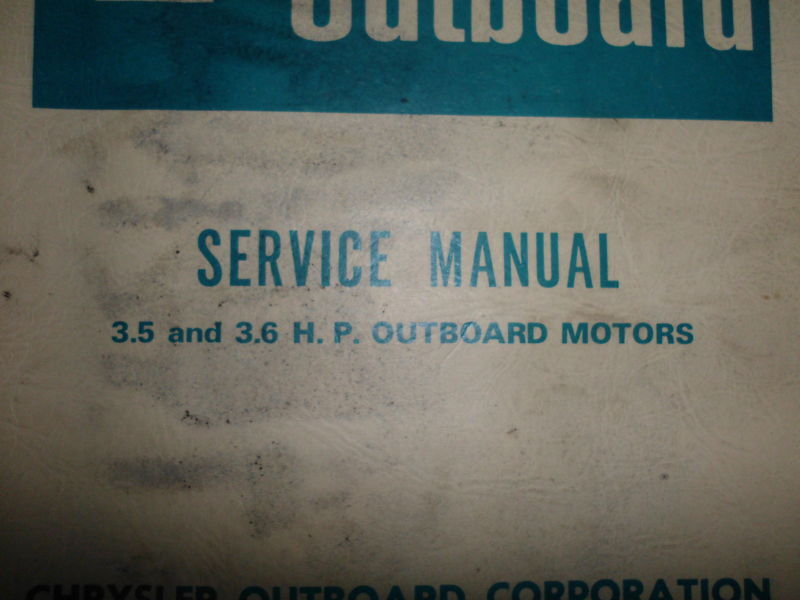 Outboard
SERVICE MANUAL
3.5 and 3.6 H. P. OUTBOARD MOTORS
CHRYSLER OUTBOARD CORPORATION